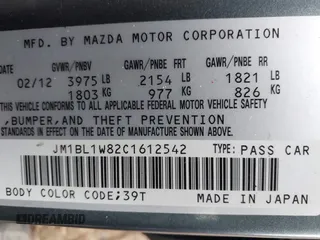 MFD. BY MAZDA MOTOR CORPORATION
DATE GVWR/PNBV GAWR/PNBE FRT GAWR/PNBE RR
02/12 3975 LB 2154 LB 1821 LB
1803 KG 977 KG 826 KG
THIS VEHICLE CONFORMS TO ALL APPLICABLE FEDERAL MOTOR VEHICLE SAFETY
,BUMPER,AND THEFT PREVENTION
STANDARDS IN EFFECT ON THE DATE OF MANUFACTURE SHOWN ABOVE.
JM1BL1W82C1612542 TYPE:PASS CAR
BODY COLOR CODE;39T MADE IN JAPAN
DREAMBID